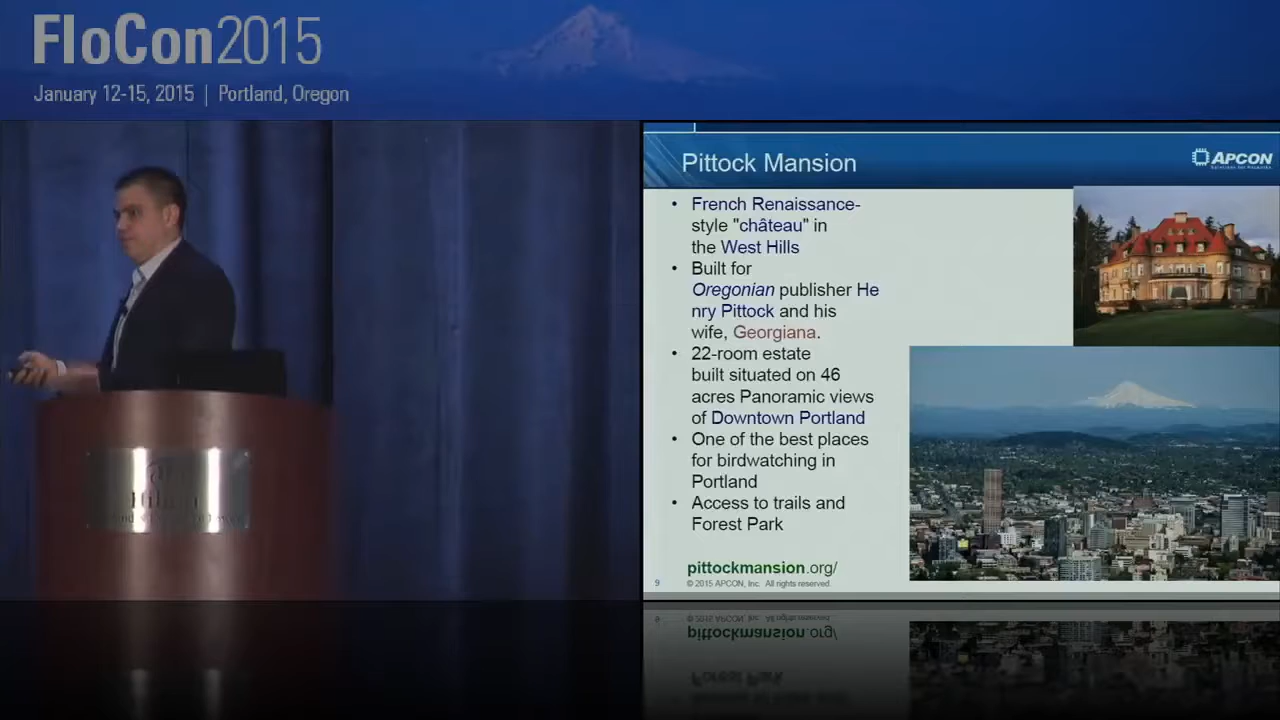 FloCon2015
January 12-15, 2015 | Portland, Oregon
Pittock Mansion
APCON
• French Renaissance-
style "château" in
the West Hills
• Built for
Oregonian publisher He
nry Pittock and his
wife, Georgiana.
• 22-room estate
built situated on 46
acres Panoramic views
of Downtown Portland
• One of the best places
for birdwatching in
Portland
• Access to trails and
Forest Park
pittockmansion.org/
9 © 2015 APCON, Inc. All rights reserved.
Hilton